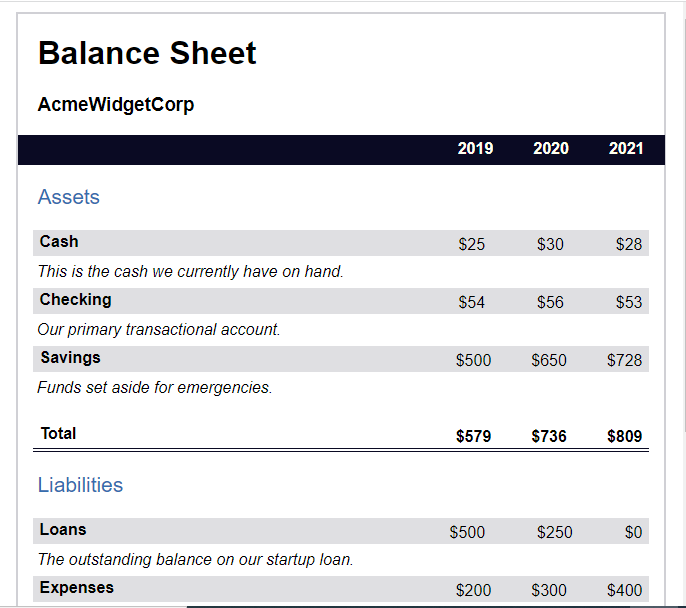 Balance Sheet
AcmeWidgetCorp
2019 2020 2021
Assets
Cash $25 $30 $28
This is the cash we currently have on hand.
Checking $54 $56 $53
Our primary transactional account.
Savings $500 $650 $728
Funds set aside for emergencies.
Total $579 $736 $809
Liabilities
Loans $500 $250 $0
The outstanding balance on our startup loan.
Expenses $200 $300 $400